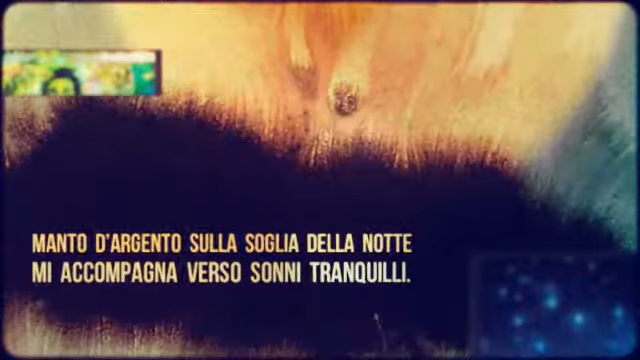 MANTO D'ARGENTO SULLA SOGLIA DELLA NOTTE
MI ACCOMPAGNA VERSO SONNI TRANQUILLI.